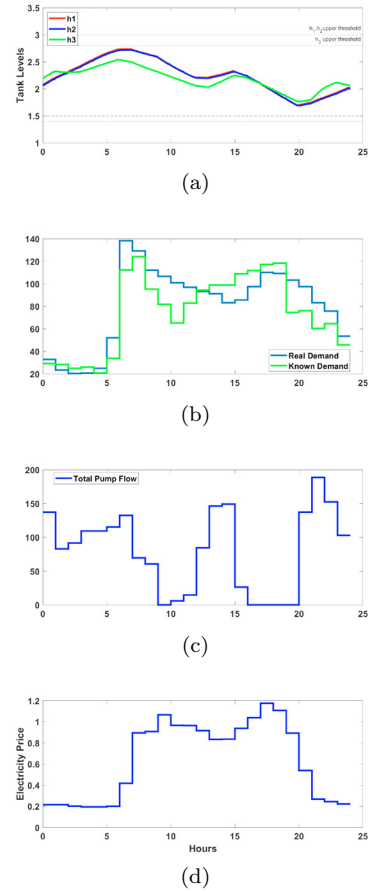 h1
h2
h3
h1, h2 upper threshold
h3 upper threshold
3.5
3
2.5
2
1.5
1
Tank Levels
0 5 10 15 20 25
(a)
140
120
100
80
60
40
20
Real Demand
Known Demand
0 5 10 15 20 25
(b)
200
150
100
50
0
Total Pump Flow
0 5 10 15 20 25
(c)
1.2
1
0.8
0.6
0.4
0.2
0
Electricity Price
0 5 10 15 20 25
Hours
(d)